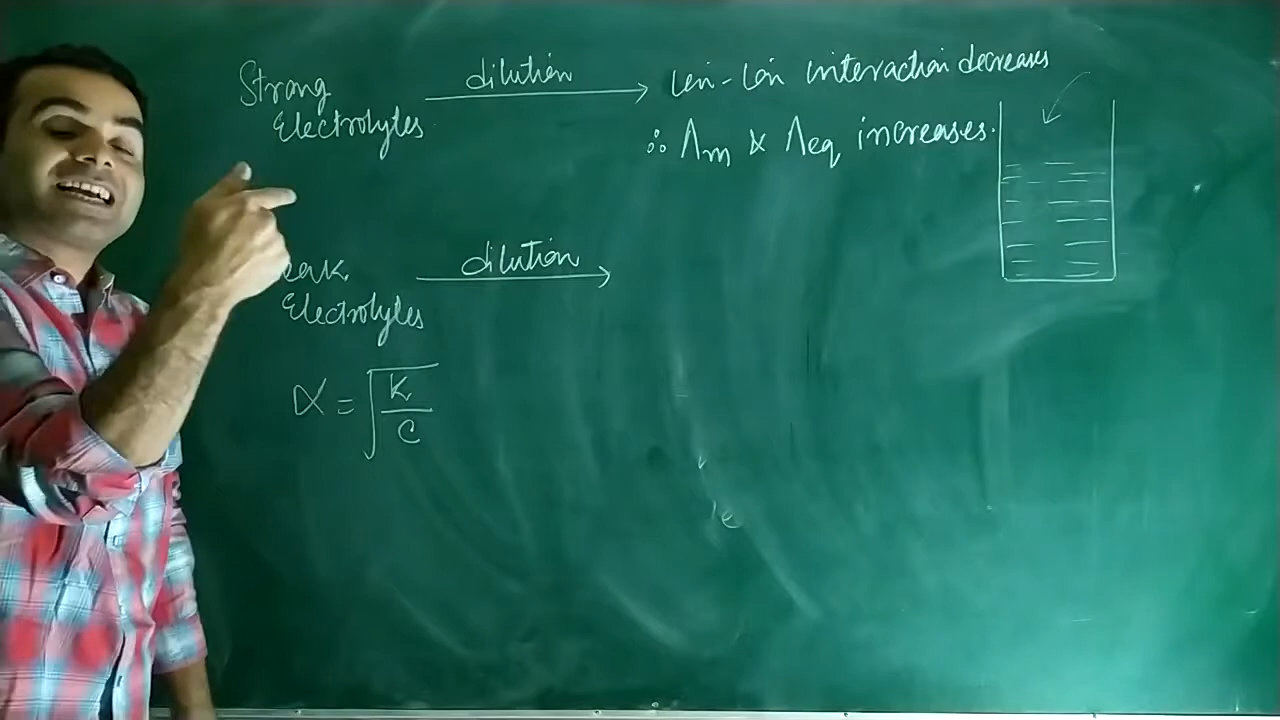 Strong
Electrolytes
dilution
ion-ion interaction decreases
∴ Λm & Λeq increases.
eak
Electrolytes
dilution
α = √(K/C)